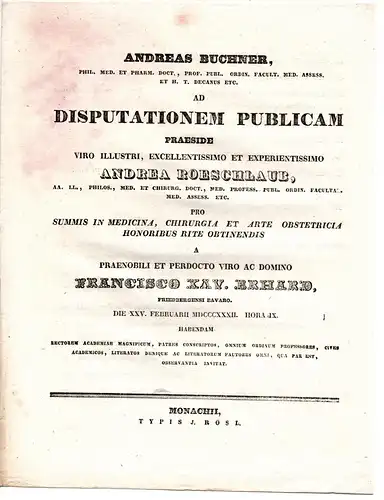 ANDREAS BUCHNER,
PHIL. MED. ET PHARM. DOCT., PROF. PUBL. ORDIN. FACULT. MED. ASSESS.
ET H. T. DECANUS ETC.
AD
DISPUTATIONEM PUBLICAM
PRAESIDE
VIRO ILLUSTRI, EXCELLENTISSIMO ET EXPERIENTISSIMO
ANDREA ROESCHLAUB,
AA. LL., PHILOS., MED. ET CHIRURG. DOCT., MED. PROFESS. PUBL. ORDIN. FACULTAT.
MED. ASSESS. ETC.
PRO
SUMMIS IN MEDICINA, CHIRURGIA ET ARTE OBSTETRICIA
HONORIBUS RITE OBTINENDIS
A
PRAENOBILI ET PERDOCTO VIRO AC DOMINO
FRANCISCO XAV. ERHARD,
FRIEDBERGENSI BAVARO.
DIE XXV. FEBRUARII MDCCCXXXII. HORA IX.
HABENDAM
RECTOREM ACADEMIAE MAGNIFICUM, PATRES CONSCRIPTOS, OMNIUM ORDINUM PROFESSORES, CIVES
ACADEMICOS, LITERATOS DENIQUE AC LITERATORUM FAUTORES OMNI, QUA PAR EST,
OBSERVANTIA INVITAT.
MONACHII,
TYPIS J. RÖSL.